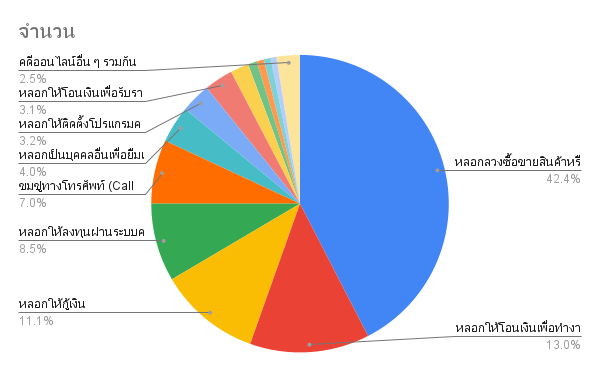 จำนวน
คดีออนไลน์อื่น ๆ รวมกัน
2.5%
หลอกให้โอนเงินเพื่อรับรา
3.1%
หลอกให้ติดตั้งโปรแกรมค
3.2%
หลอกเป็นบุคคลอื่นเพื่อยืมเ
4.0%
ข่มขู่ทางโทรศัพท์ (Call
7.0%
หลอกให้ลงทุนผ่านระบบค
8.5%
หลอกให้กู้เงิน
11.1%
หลอกลวงซื้อขายสินค้าหรื
42.4%
หลอกให้โอนเงินเพื่อทำงา
13.0%